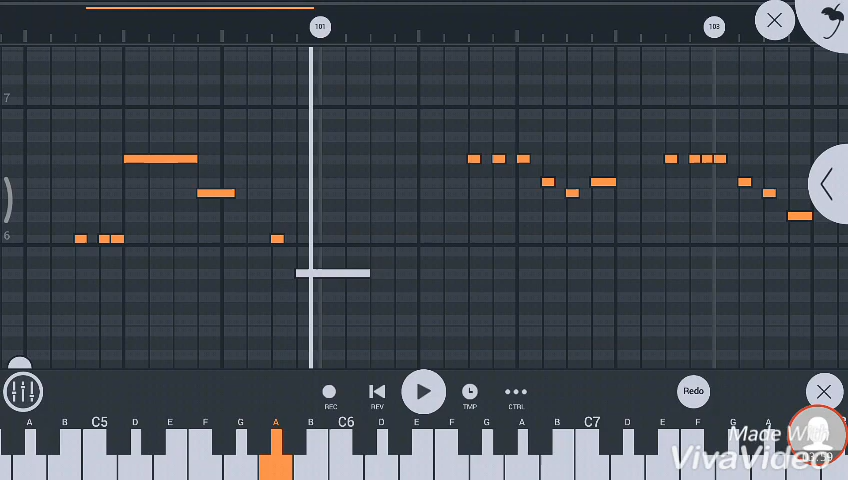 101
103
7
6
REC
REV
TMP
CTRL
Redo
A B C5 D E F G A B C6 D E F G A B C7 D E F G A
Made With
VivaVideo